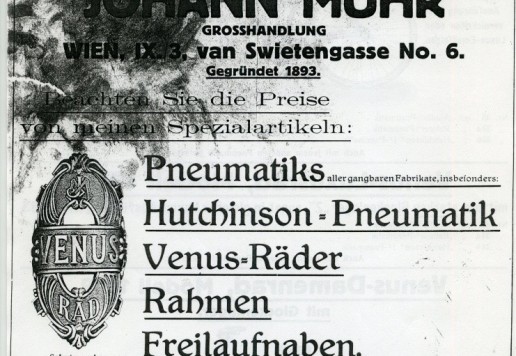 JOHANN MOHR
GROSSHANDLUNG
WIEN, IX. 3, van Swietengasse No. 6.
Gegründet 1893.
Beachten Sie die Preise
von meinen Spezialartikeln:
Pneumatiks aller gangbaren Fabrikate, insbesonders:
Hutchinson-Pneumatik
VENUS
RAD
Venus-Räder
Rahmen
Freilaufnaben.